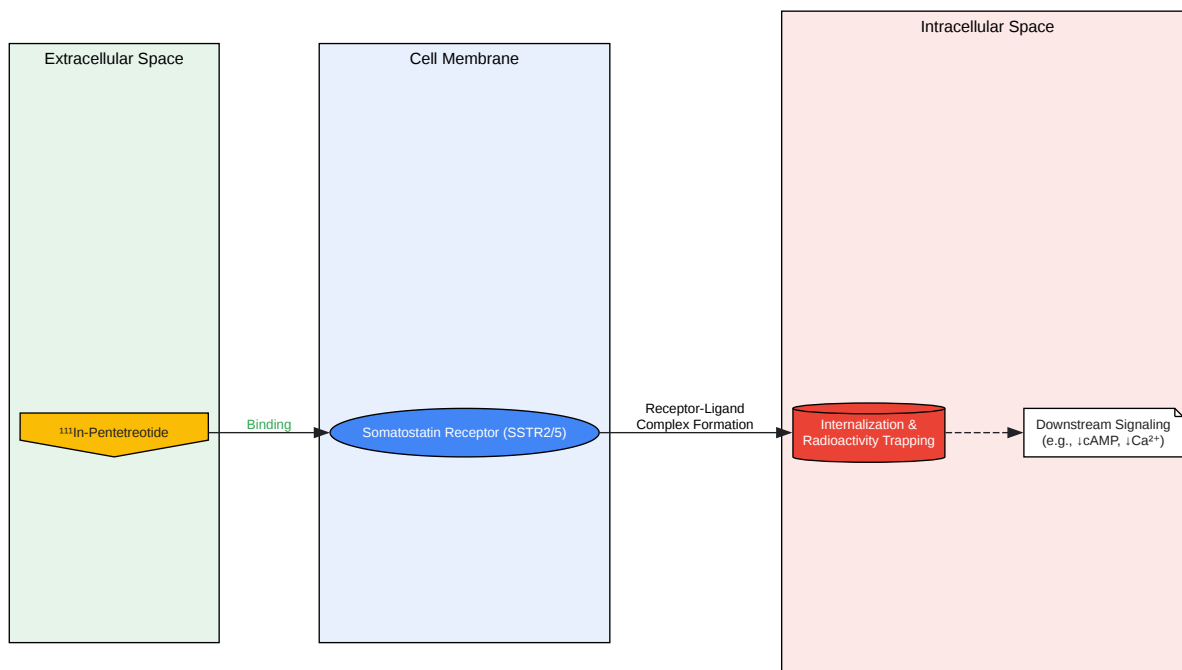 Extracellular Space
Cell Membrane
Intracellular Space
¹¹¹In-Pentetreotide
Binding
Somatostatin Receptor (SSTR2/5)
Receptor-Ligand
Complex Formation
Internalization &
Radioactivity Trapping
Downstream Signaling
(e.g., ↓cAMP, ↓Ca²⁺)